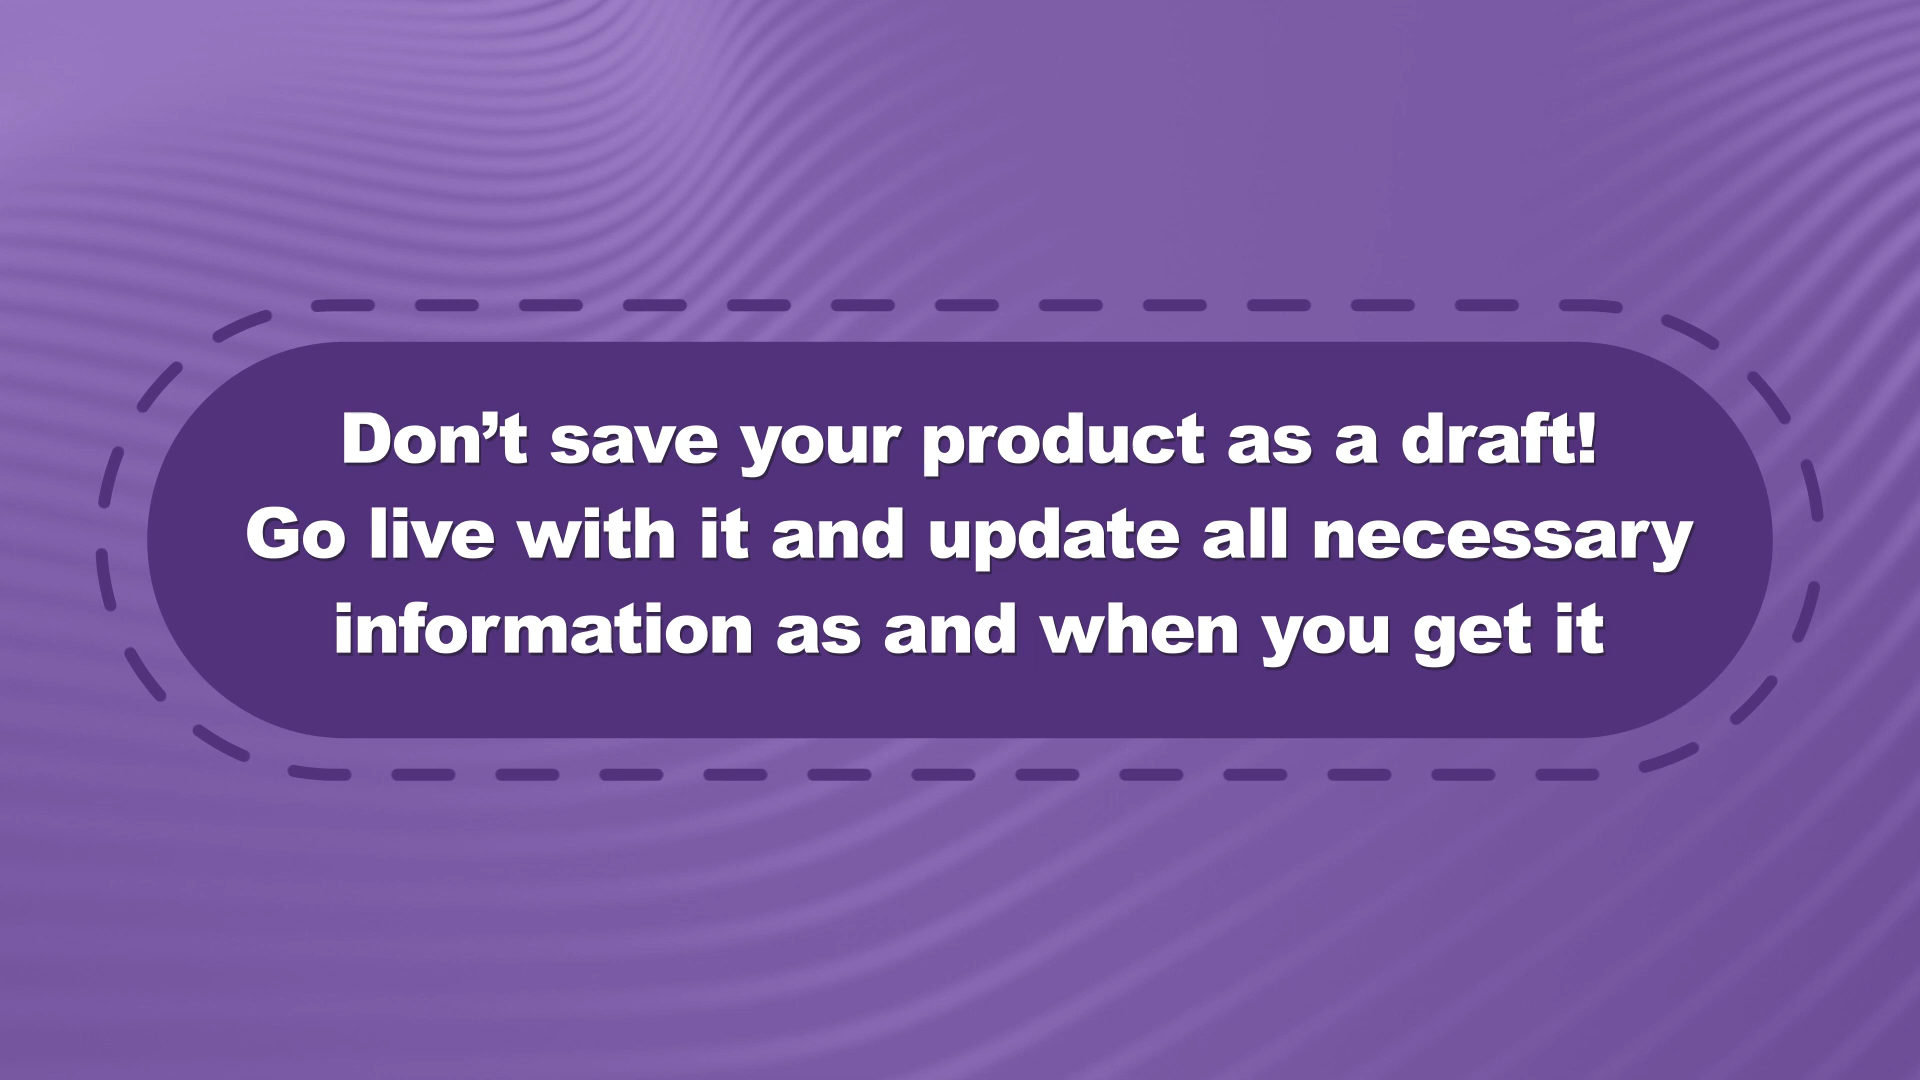 Don’t save your product as a draft!
Go live with it and update all necessary
information as and when you get it